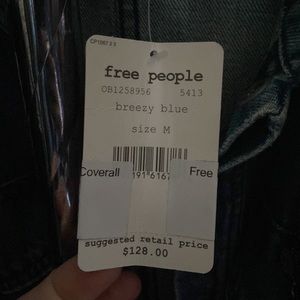 free people
OB1258956 5413
breezy blue
size M
Coverall Free
suggested retail price
$128.00